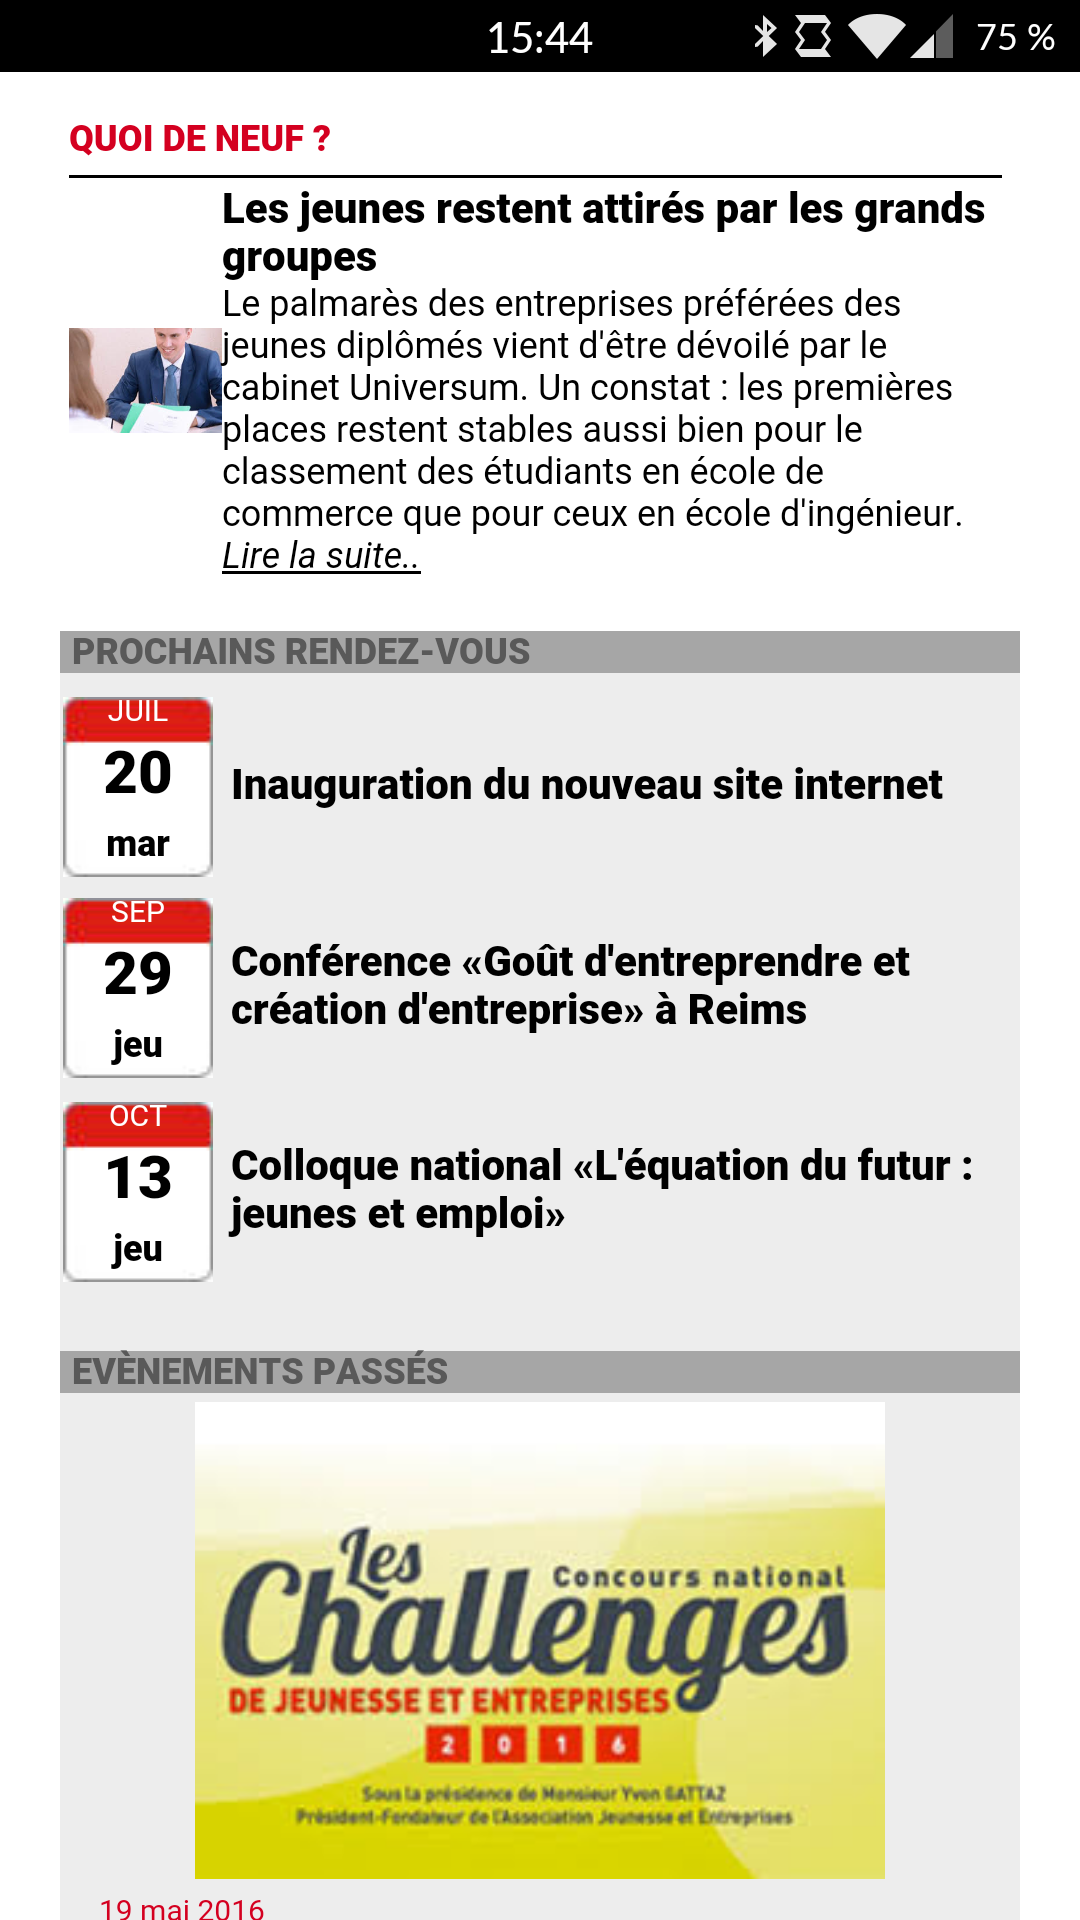 15:44
75 %
QUOI DE NEUF ?
Les jeunes restent attirés par les grands
groupes
Le palmarès des entreprises préférées des
jeunes diplômés vient d'être dévoilé par le
cabinet Universum. Un constat : les premières
places restent stables aussi bien pour le
classement des étudiants en école de
commerce que pour ceux en école d'ingénieur.
Lire la suite..
PROCHAINS RENDEZ-VOUS
JUIL
20
mar
Inauguration du nouveau site internet
SEP
29
jeu
Conférence «Goût d'entreprendre et
création d'entreprise» à Reims
OCT
13
jeu
Colloque national «L'équation du futur :
jeunes et emploi»
EVÈNEMENTS PASSÉS
Les
Concours national
Challenges
DE JEUNESSE ET ENTREPRISES
2016
Sous la présidence de Monsieur Yvon GATTAZ
Président-Fondateur de l'Association Jeunesse et Entreprises
19 mai 2016